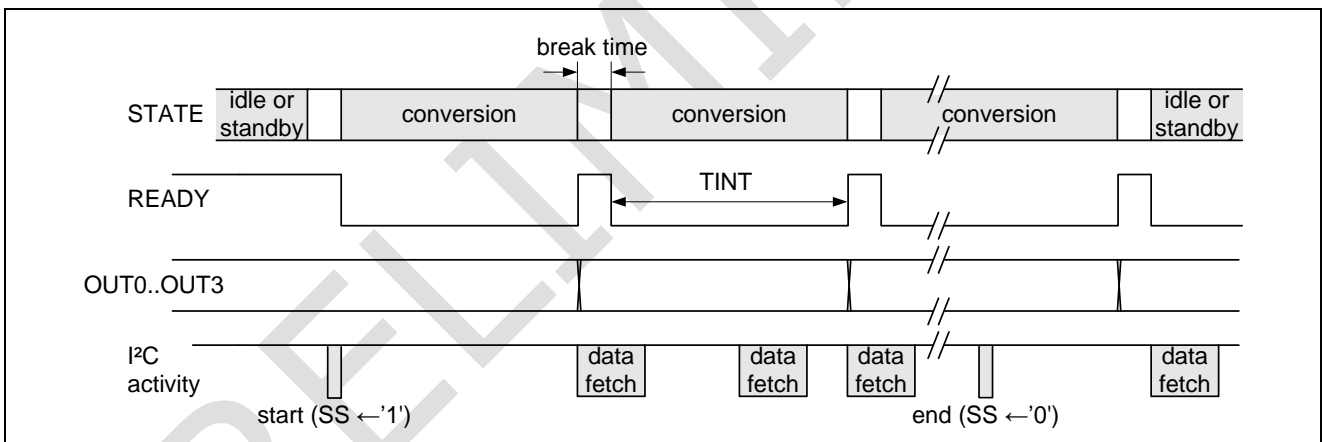 break time
STATE
idle or
standby
conversion
conversion
conversion
idle or
standby
READY
TINT
OUT0..OUT3
I²C
activity
data
fetch
data
fetch
data
fetch
data
fetch
start (SS ←'1')
end (SS ←'0')